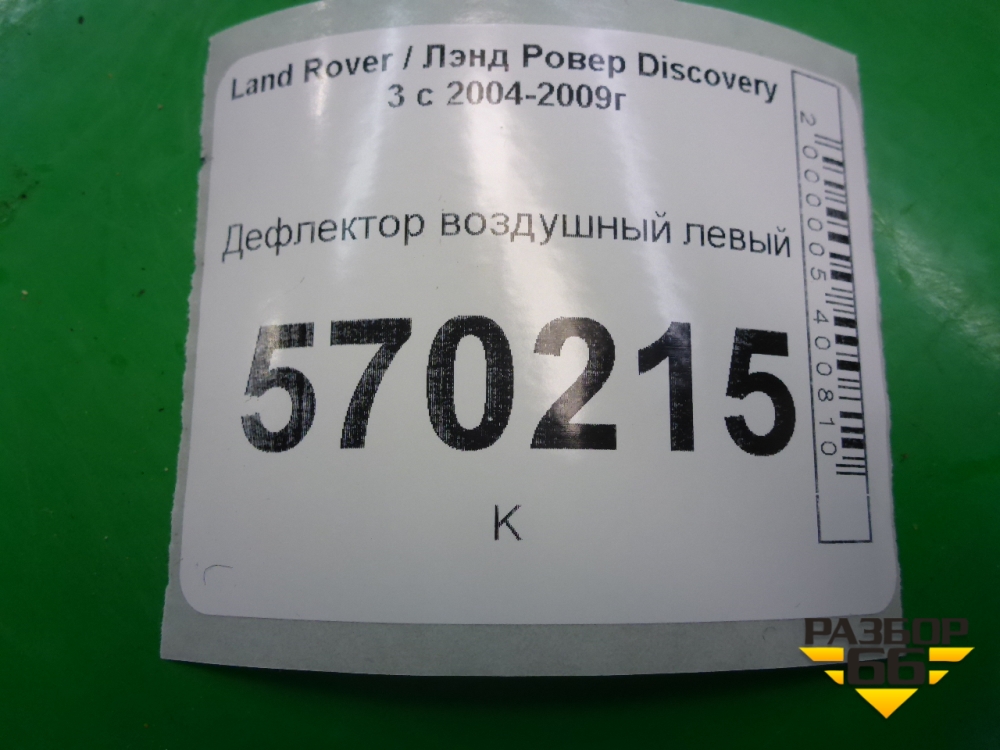 Land Rover / Лэнд Ровер Discovery
3 с 2004-2009г
Дефлектор воздушный левый
570215
К
2000005400810
РАЗБОР
66